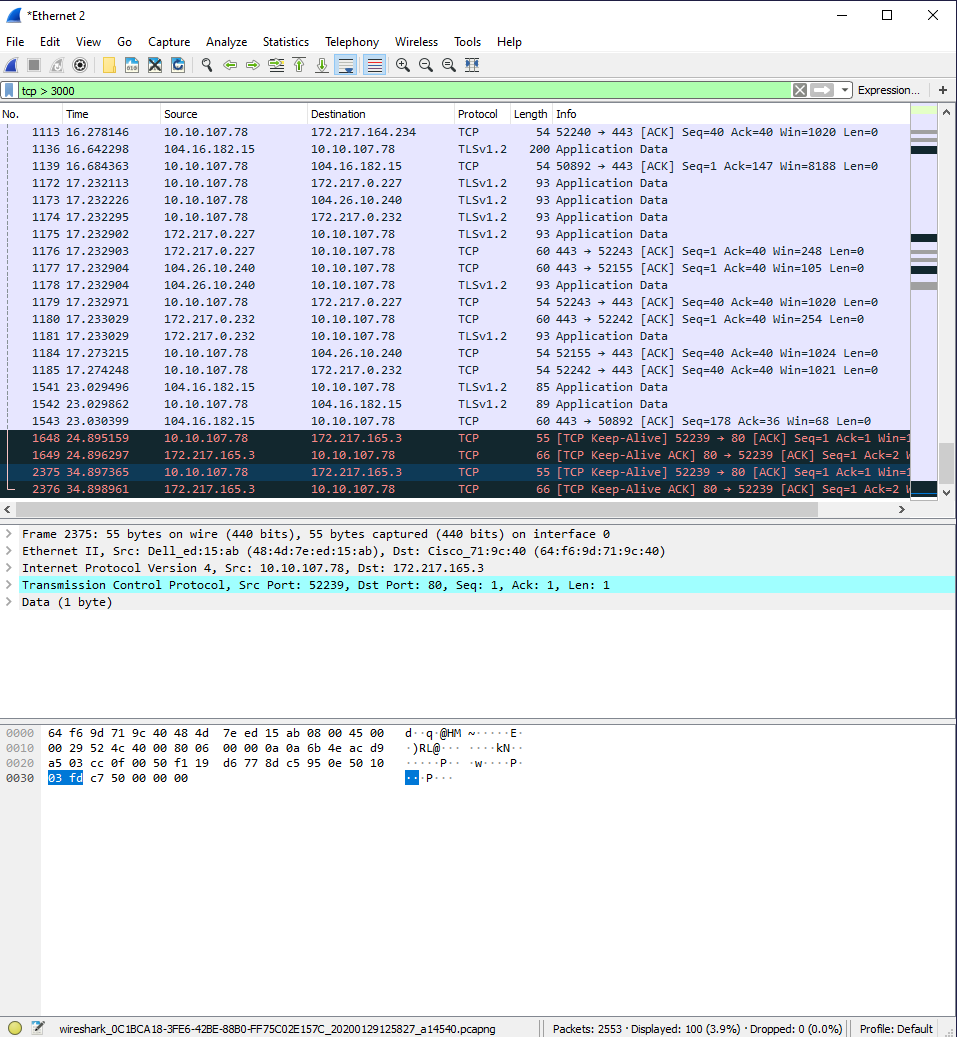 *Ethernet 2
File Edit View Go Capture Analyze Statistics Telephony Wireless Tools Help
tcp > 3000 Expression... +
No. Time Source Destination Protocol Length Info
1113 16.278146 10.10.107.78 172.217.164.234 TCP 54 52240 → 443 [ACK] Seq=40 Ack=40 Win=1020 Len=0
1136 16.642298 104.16.182.15 10.10.107.78 TLSv1.2 200 Application Data
1139 16.684363 10.10.107.78 104.16.182.15 TCP 54 50892 → 443 [ACK] Seq=1 Ack=147 Win=8188 Len=0
1172 17.232113 10.10.107.78 172.217.0.227 TLSv1.2 93 Application Data
1173 17.232226 10.10.107.78 104.26.10.240 TLSv1.2 93 Application Data
1174 17.232295 10.10.107.78 172.217.0.232 TLSv1.2 93 Application Data
1175 17.232902 172.217.0.227 10.10.107.78 TLSv1.2 93 Application Data
1176 17.232903 172.217.0.227 10.10.107.78 TCP 60 443 → 52243 [ACK] Seq=1 Ack=40 Win=248 Len=0
1177 17.232904 104.26.10.240 10.10.107.78 TCP 60 443 → 52155 [ACK] Seq=1 Ack=40 Win=105 Len=0
1178 17.232904 104.26.10.240 10.10.107.78 TLSv1.2 93 Application Data
1179 17.232971 10.10.107.78 172.217.0.227 TCP 54 52243 → 443 [ACK] Seq=40 Ack=40 Win=1020 Len=0
1180 17.233029 172.217.0.232 10.10.107.78 TCP 60 443 → 52242 [ACK] Seq=1 Ack=40 Win=254 Len=0
1181 17.233029 172.217.0.232 10.10.107.78 TLSv1.2 93 Application Data
1184 17.273215 10.10.107.78 104.26.10.240 TCP 54 52155 → 443 [ACK] Seq=40 Ack=40 Win=1024 Len=0
1185 17.274248 10.10.107.78 172.217.0.232 TCP 54 52242 → 443 [ACK] Seq=40 Ack=40 Win=1021 Len=0
1541 23.029496 104.16.182.15 10.10.107.78 TLSv1.2 85 Application Data
1542 23.029862 10.10.107.78 104.16.182.15 TLSv1.2 89 Application Data
1543 23.030399 104.16.182.15 10.10.107.78 TCP 60 443 → 50892 [ACK] Seq=178 Ack=36 Win=68 Len=0
1648 24.895159 10.10.107.78 172.217.165.3 TCP 55 [TCP Keep-Alive] 52239 → 80 [ACK] Seq=1 Ack=1 Win=1
1649 24.896297 172.217.165.3 10.10.107.78 TCP 66 [TCP Keep-Alive ACK] 80 → 52239 [ACK] Seq=1 Ack=2 W
2375 34.897365 10.10.107.78 172.217.165.3 TCP 55 [TCP Keep-Alive] 52239 → 80 [ACK] Seq=1 Ack=1 Win=1
2376 34.898961 172.217.165.3 10.10.107.78 TCP 66 [TCP Keep-Alive ACK] 80 → 52239 [ACK] Seq=1 Ack=2 W
Frame 2375: 55 bytes on wire (440 bits), 55 bytes captured (440 bits) on interface 0
Ethernet II, Src: Dell_ed:15:ab (48:4d:7e:ed:15:ab), Dst: Cisco_71:9c:40 (64:f6:9d:71:9c:40)
Internet Protocol Version 4, Src: 10.10.107.78, Dst: 172.217.165.3
Transmission Control Protocol, Src Port: 52239, Dst Port: 80, Seq: 1, Ack: 1, Len: 1
Data (1 byte)
0000 64 f6 9d 71 9c 40 48 4d 7e ed 15 ab 08 00 45 00 d··q·@HM ~·····E·
0010 00 29 52 4c 40 00 80 06 00 00 0a 0a 6b 4e ac d9 ·)RL@··· ····kN··
0020 a5 03 cc 0f 00 50 f1 19 d6 77 8d c5 95 0e 50 10 ·····P·· ·w····P·
0030 03 fd c7 50 00 00 00 ···P···
wireshark_0C1BCA18-3FE6-42BE-88B0-FF75C02E157C_20200129125827_a14540.pcapng Packets: 2553 · Displayed: 100 (3.9%) · Dropped: 0 (0.0%) Profile: Default